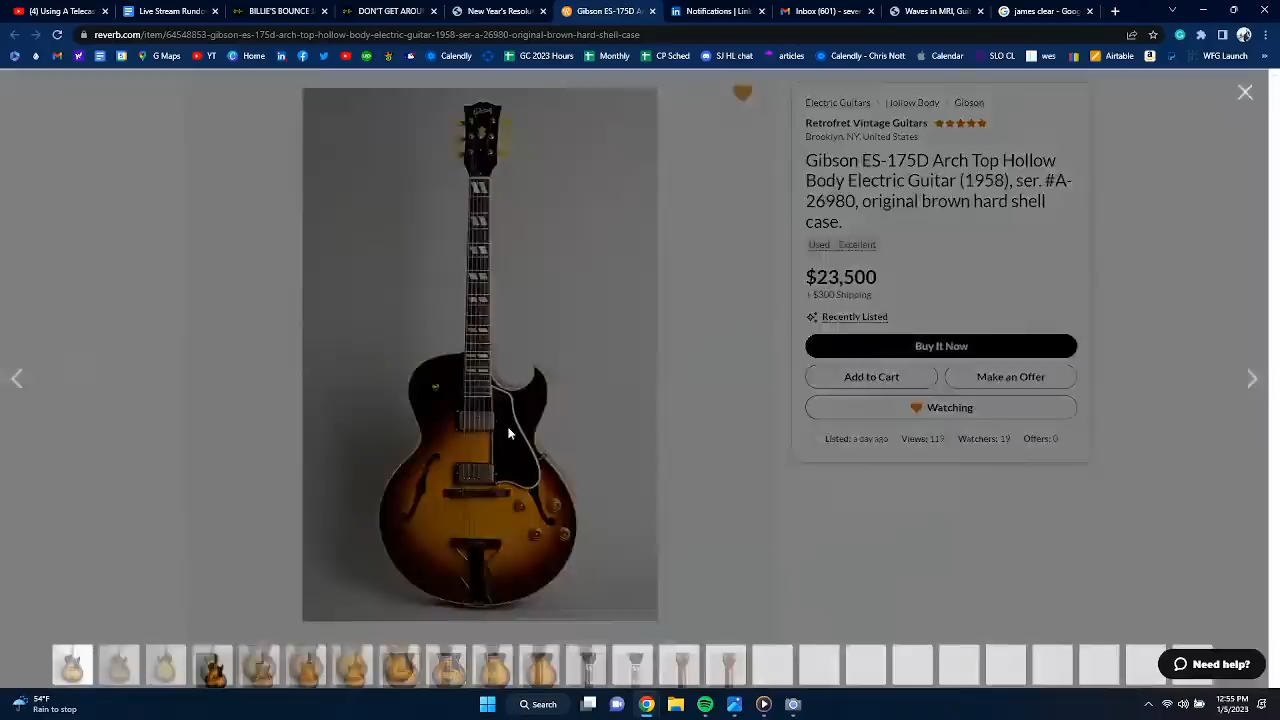 (4) Using A Telecas
Live Stream Rundo
BILLIE'S BOUNCE
DON'T GET AROU
New Year's Resolu
Gibson ES-175D A
Notifications | Link
Inbox (601) - sever
Waves in MRI, Gui
james clear - Goog
reverb.com/item/64548853-gibson-es-175d-arch-top-hollow-body-electric-guitar-1958-ser-a-26980-original-brown-hard-shell-case
G Maps
YT
Home
GC 2023 Hours
Monthly
CP Sched
SJ HL chat
articles
Calendly - Chris Nott
Calendar
SLO CL
wes
Airtable
WFG Launch
Electric Guitars
Hollow Body
Gibson
Retrofret Vintage Guitars
Brooklyn, NY, United States
Gibson ES-175D Arch Top Hollow
Body Electric Guitar (1958), ser. #A-
26980, original brown hard shell
case.
Used
Excellent
$23,500
+ $300 Shipping
Recently Listed
Buy It Now
Add to Cart
Make an Offer
Watching
Listed: a day ago
Views: 119
Watchers: 19
Offers: 0
Need help?
54°F
Rain to stop
Search
12:55 PM
1/5/2023